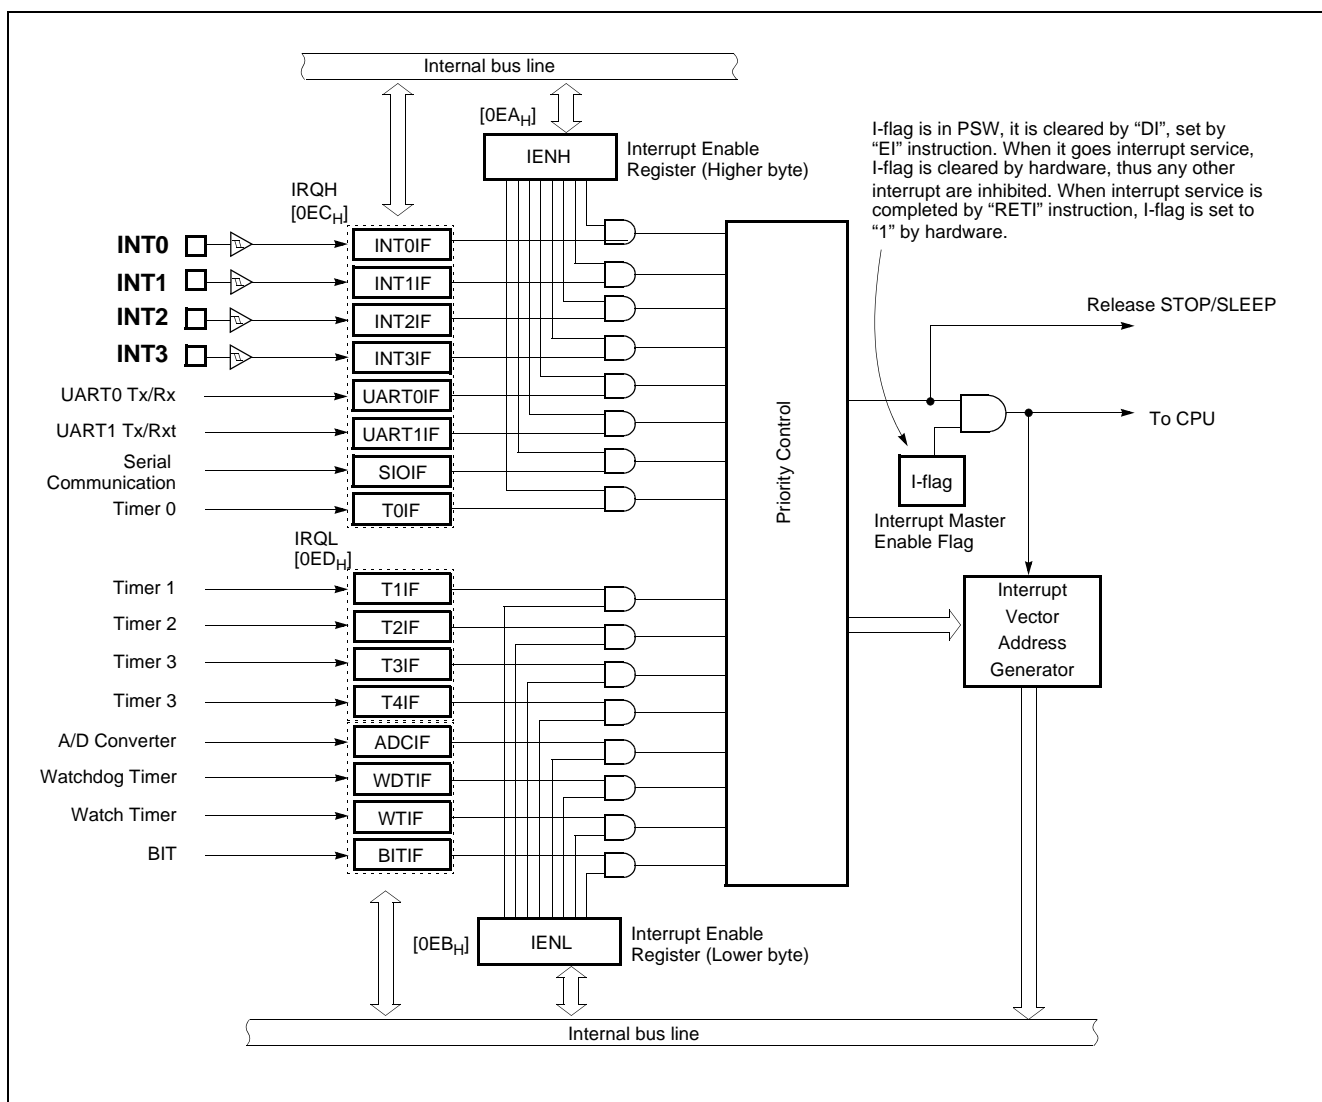 Internal bus line
[0EAH]
IENH
Interrupt Enable
Register (Higher byte)
I-flag is in PSW, it is cleared by “DI”, set by
“EI” instruction. When it goes interrupt service,
I-flag is cleared by hardware, thus any other
interrupt are inhibited. When interrupt service is
completed by “RETI” instruction, I-flag is set to
“1” by hardware.
IRQH
[0ECH]
INT0
INT0IF
INT1
INT1IF
INT2
INT2IF
INT3
INT3IF
UART0 Tx/Rx
UART0IF
UART1 Tx/Rxt
UART1IF
Serial
Communication
SIOIF
Timer 0
T0IF
Priority Control
Release STOP/SLEEP
To CPU
I-flag
Interrupt Master
Enable Flag
IRQL
[0EDH]
Timer 1
T1IF
Timer 2
T2IF
Timer 3
T3IF
Timer 3
T4IF
A/D Converter
ADCIF
Watchdog Timer
WDTIF
Watch Timer
WTIF
BIT
BITIF
Interrupt
Vector
Address
Generator
[0EBH]
IENL
Interrupt Enable
Register (Lower byte)
Internal bus line